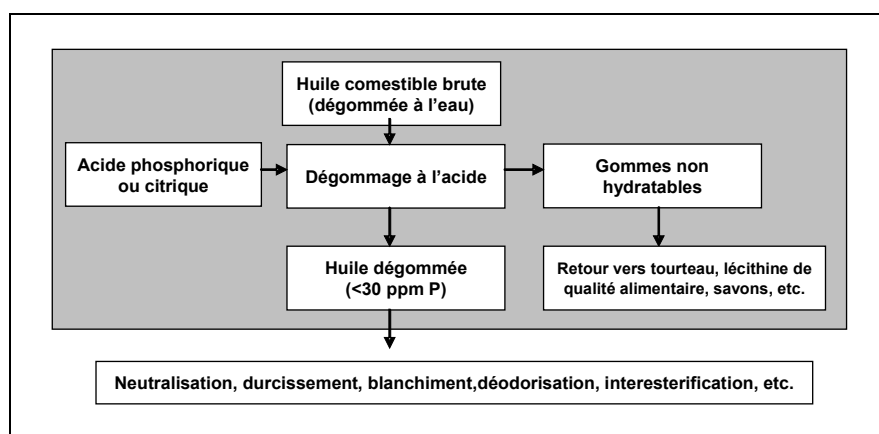 Huile comestible brute
(dégommée à l'eau)
Acide phosphorique
ou citrique
Dégommage à l'acide
Gommes non
hydratables
Huile dégommée
(<30 ppm P)
Retour vers tourteau, lécithine de
qualité alimentaire, savons, etc.
Neutralisation, durcissement, blanchiment,déodorisation, interesterification, etc.